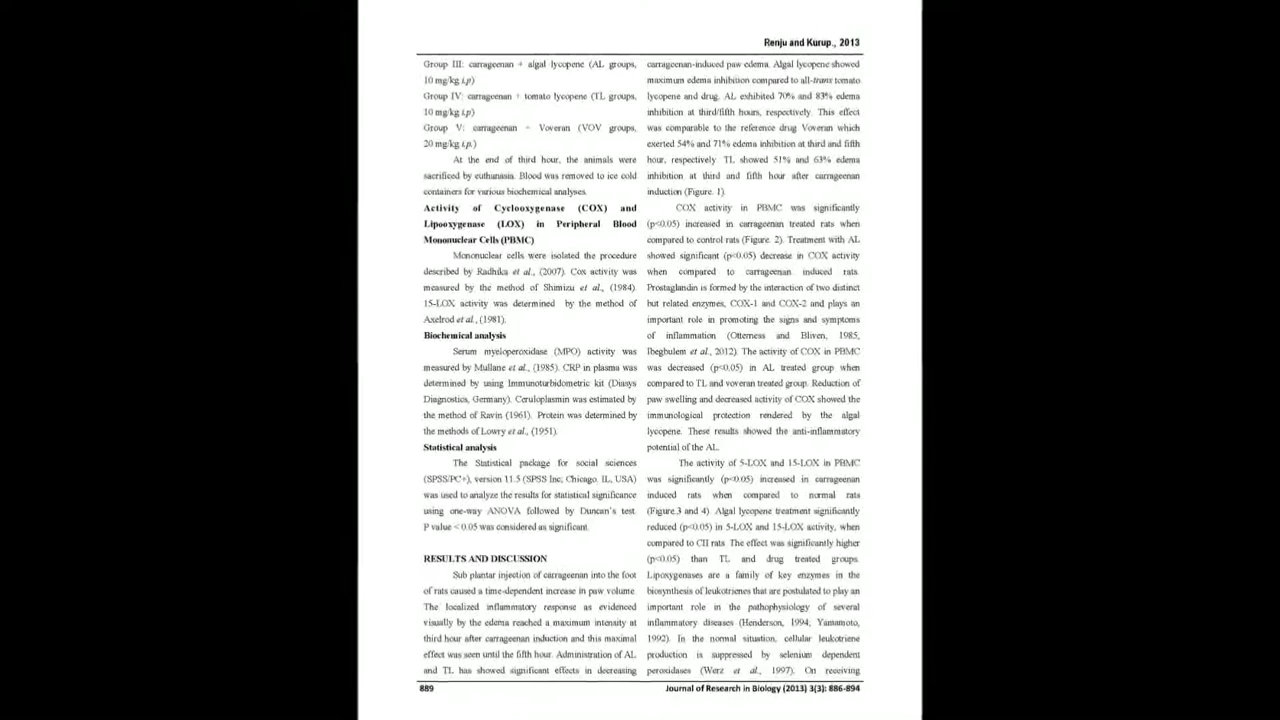 Renju and Kurup., 2013
Group III: carrageenan + algal lycopene (AL groups,
10 mg/kg i.p)
Group IV: carrageenan + tomato lycopene (TL groups,
10 mg/kg i.p)
Group V: carrageenan – Voveran (VOV groups,
20 mg/kg i.p.)
At the end of third hour, the animals were
sacrificed by euthanasia. Blood was removed to ice cold
containers for various biochemical analyses.
Activity of Cyclooxygenase (COX) and
Lipooxygenase (LOX) in Peripheral Blood
Mononuclear Cells (PBMC)
Mononuclear cells were isolated the procedure
described by Radhika et al., (2007). Cox activity was
measured by the method of Shimizu et al., (1984).
15-LOX activity was determined by the method of
Axelrod et al., (1981).
Biochemical analysis
Serum myeloperoxidase (MPO) activity was
measured by Mullane et al., (1985). CRP in plasma was
determined by using Immunoturbidometric kit (Diasys
Diagnostics, Germany). Ceruloplasmin was estimated by
the method of Ravin (1961). Protein was determined by
the methods of Lowry et al., (1951).
Statistical analysis
The Statistical package for social sciences
(SPSS/PC+), version 11.5 (SPSS Inc; Chicago. IL, USA)
was used to analyze the results for statistical significance
using one-way ANOVA followed by Duncan's test.
P value < 0.05 was considered as significant.
RESULTS AND DISCUSSION
Sub plantar injection of carrageenan into the foot
of rats caused a time-dependent increase in paw volume.
The localized inflammatory response as evidenced
visually by the edema reached a maximum intensity at
third hour after carrageenan induction and this maximal
effect was seen until the fifth hour. Administration of AL
and TL has showed significant effects in decreasing
carrageenan-induced paw edema. Algal lycopene showed
maximum edema inhibition compared to all-trans tomato
lycopene and drug. AL exhibited 70% and 83% edema
inhibition at third/fifth hours, respectively. This effect
was comparable to the reference drug Voveran which
exerted 54% and 71% edema inhibition at third and fifth
hour, respectively. TL showed 51% and 63% edema
inhibition at third and fifth hour after carrageenan
induction (Figure. 1).
COX activity in PBMC was significantly
(p<0.05) increased in carrageenan treated rats when
compared to control rats (Figure. 2). Treatment with AL
showed significant (p<0.05) decrease in COX activity
when compared to carrageenan induced rats.
Prostaglandin is formed by the interaction of two distinct
but related enzymes, COX-1 and COX-2 and plays an
important role in promoting the signs and symptoms
of inflammation (Otterness and Bliven, 1985,
Ibegbulem et al., 2012). The activity of COX in PBMC
was decreased (p<0.05) in AL treated group when
compared to TL and voveran treated group. Reduction of
paw swelling and decreased activity of COX showed the
immunological protection rendered by the algal
lycopene. These results showed the anti-inflammatory
potential of the AL.
The activity of 5-LOX and 15-LOX in PBMC
was significantly (p<0.05) increased in carrageenan
induced rats when compared to normal rats
(Figure.3 and 4). Algal lycopene treatment significantly
reduced (p<0.05) in 5-LOX and 15-LOX activity, when
compared to CII rats. The effect was significantly higher
(p<0.05) than TL and drug treated groups.
Lipoxygenases are a family of key enzymes in the
biosynthesis of leukotrienes that are postulated to play an
important role in the pathophysiology of several
inflammatory diseases (Henderson, 1994; Yamamoto,
1992). In the normal situation, cellular leukotriene
production is suppressed by selenium dependent
peroxidases (Werz et al., 1997). On receiving
889
Journal of Research in Biology (2013) 3(3): 886-894